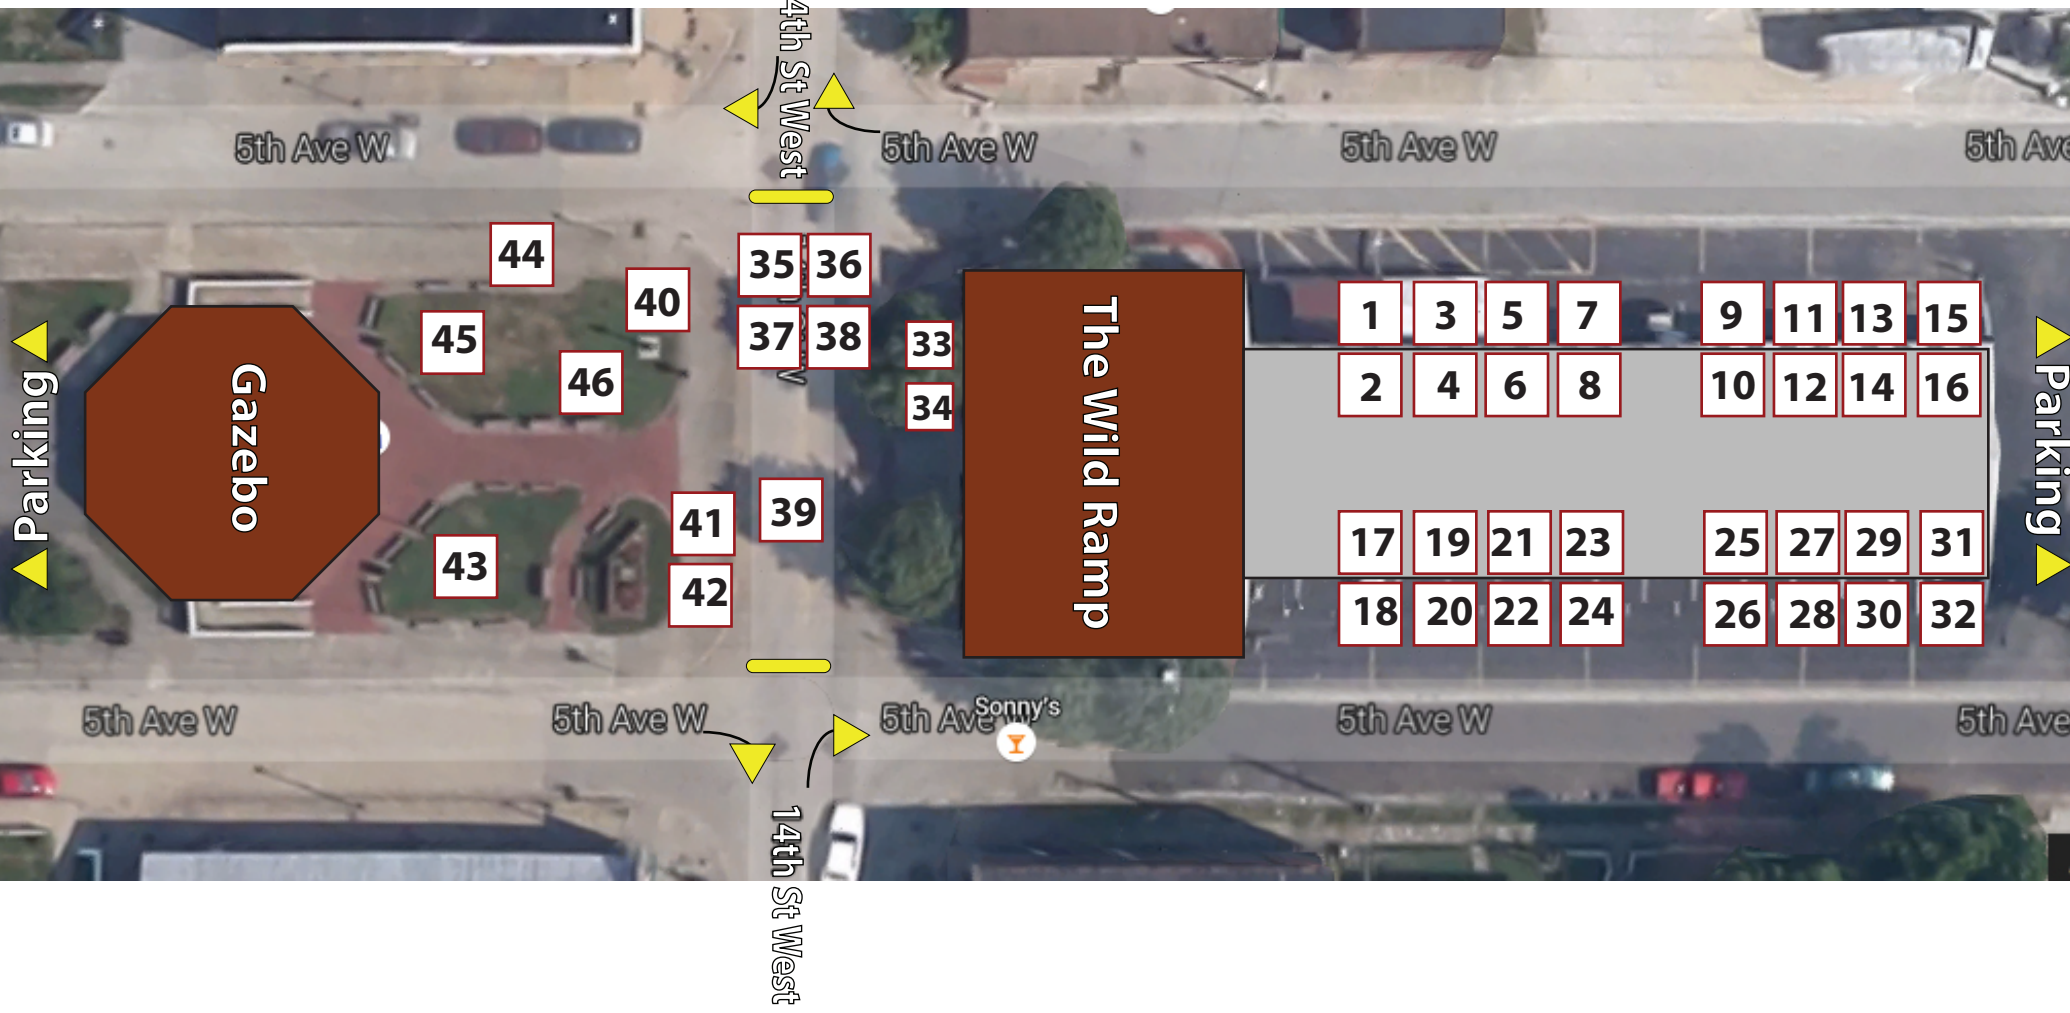 4th St West
5th Ave W
5th Ave W
5th Ave W
5th Ave
44
40
35 36
45
37 38
46
33
34
1 3 5 7 9 11 13 15
2 4 6 8 10 12 14 16
Parking
Gazebo
The Wild Ramp
Parking
41
39
42
43
17 19 21 23 25 27 29 31
18 20 22 24 26 28 30 32
5th Ave W
5th Ave W
5th Ave W
Sonny's
5th Ave W
5th Ave
14th St West